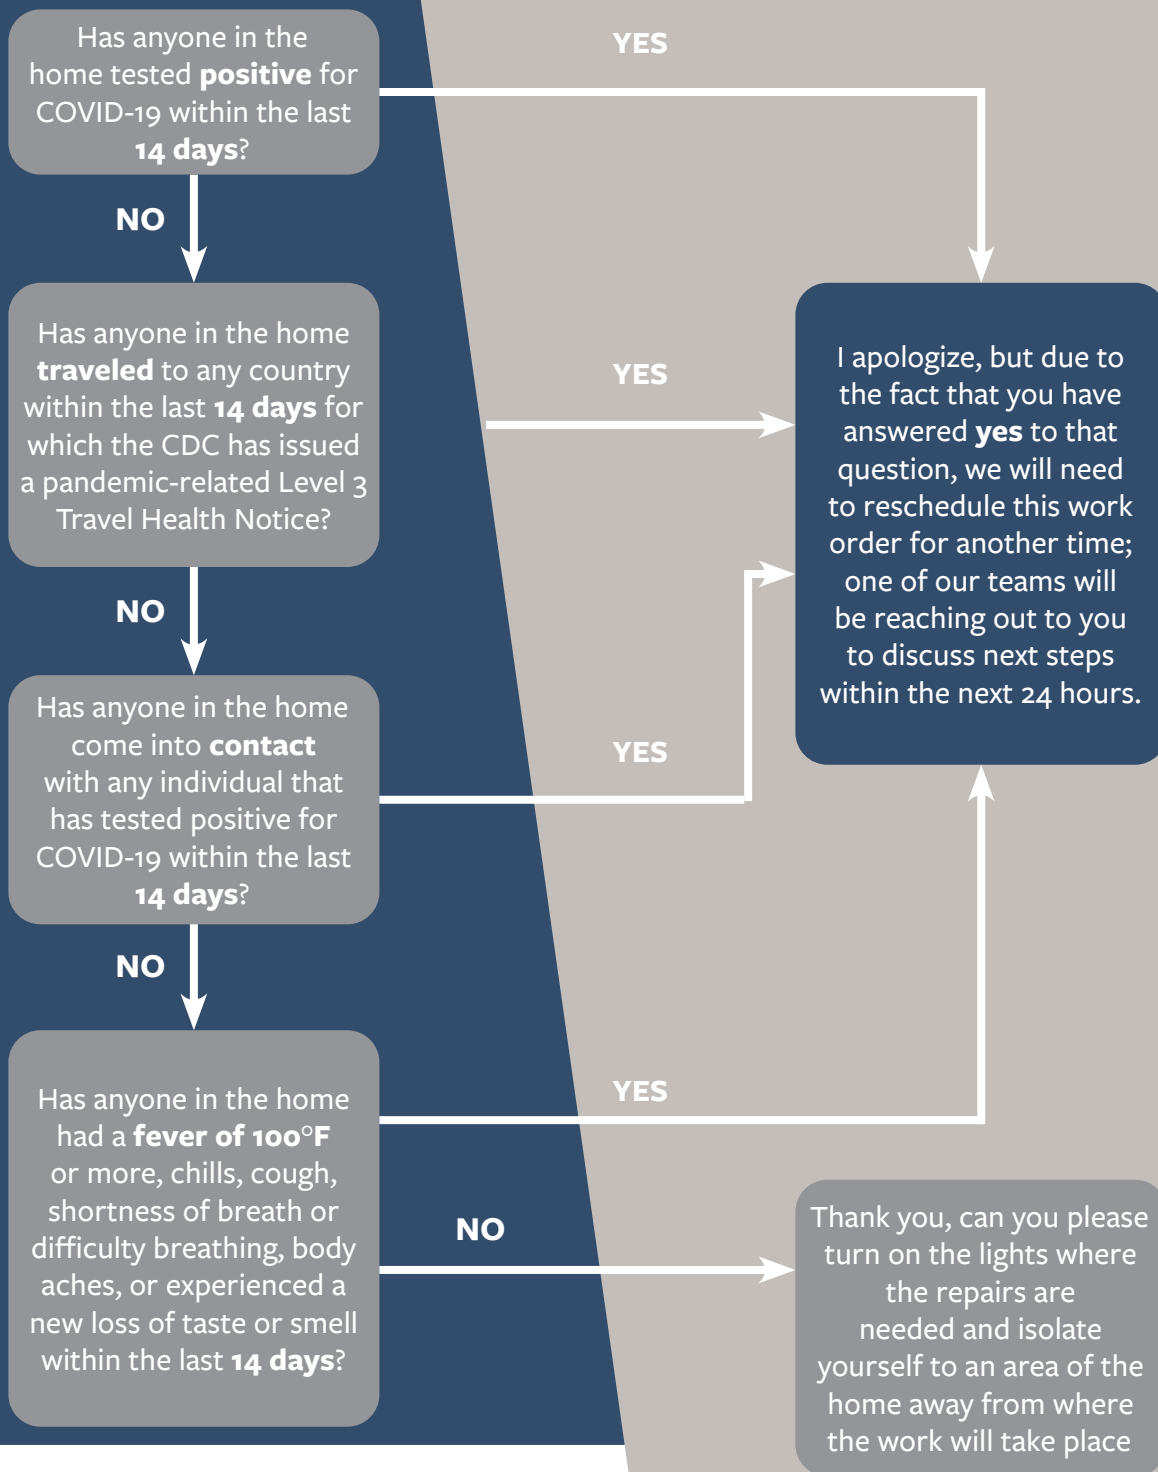 Has anyone in the
home tested positive for
COVID-19 within the last
14 days?
YES
NO
Has anyone in the home
traveled to any country
within the last 14 days for
which the CDC has issued
a pandemic-related Level 3
Travel Health Notice?
YES
I apologize, but due to
the fact that you have
answered yes to that
question, we will need
to reschedule this work
order for another time;
one of our teams will
be reaching out to you
to discuss next steps
within the next 24 hours.
NO
Has anyone in the home
come into contact
with any individual that
has tested positive for
COVID-19 within the last
14 days?
YES
NO
Has anyone in the home
had a fever of 100°F
or more, chills, cough,
shortness of breath or
difficulty breathing, body
aches, or experienced a
new loss of taste or smell
within the last 14 days?
YES
NO
Thank you, can you please
turn on the lights where
the repairs are
needed and isolate
yourself to an area of the
home away from where
the work will take place